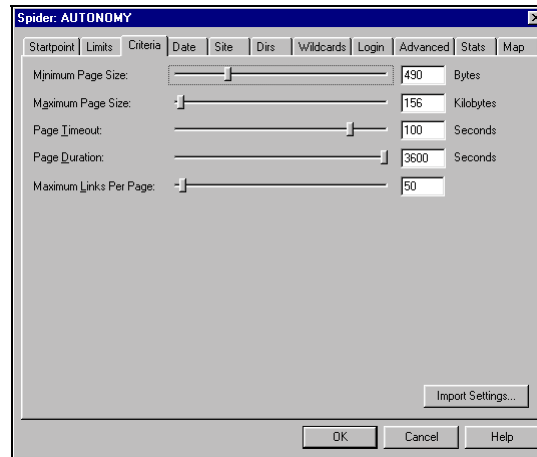 Spider: AUTONOMY
Startpoint Limits Criteria Date Site Dirs Wildcards Login Advanced Stats Map
Minimum Page Size: 490 Bytes
Maximum Page Size: 156 Kilobytes
Page Timeout: 100 Seconds
Page Duration: 3600 Seconds
Maximum Links Per Page: 50
Import Settings...
OK Cancel Help